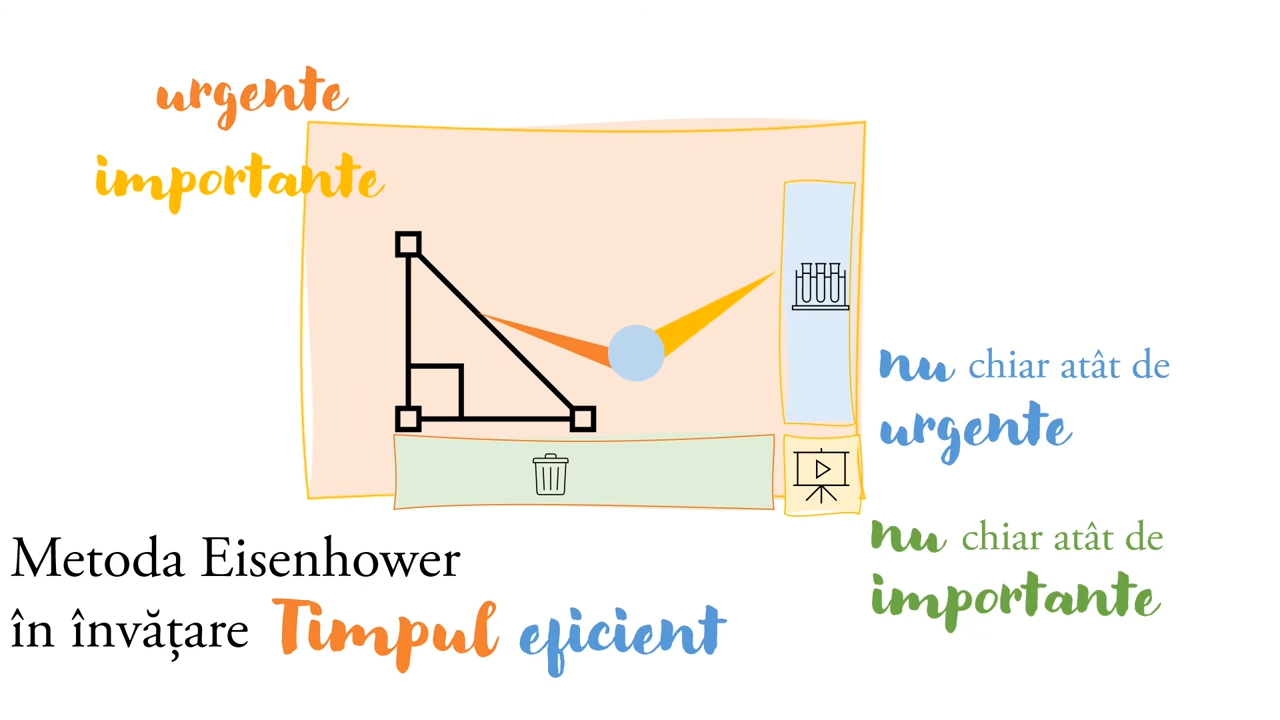 urgente
importante
nu chiar atât de
urgente
nu chiar atât de
importante
Metoda Eisenhower
în învățare Timpul eficient